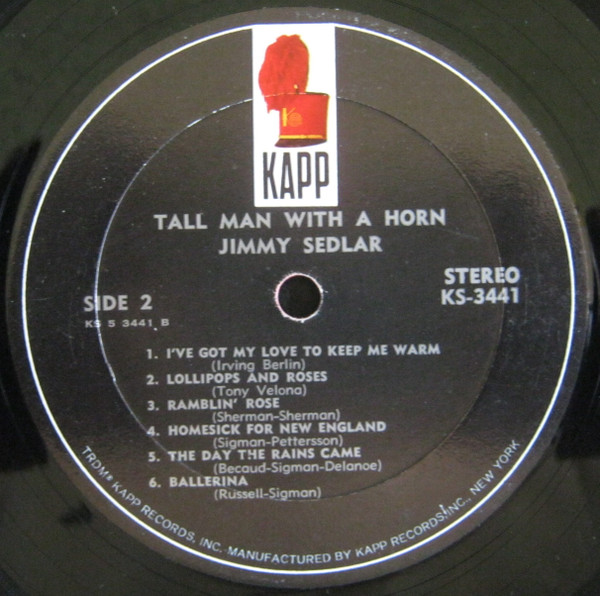 KAPP
TALL MAN WITH A HORN
JIMMY SEDLAR
STEREO
KS-3441
SIDE 2
KS 5 3441 B
1. I'VE GOT MY LOVE TO KEEP ME WARM
(Irving Berlin)
2. LOLLIPOPS AND ROSES
(Tony Velona)
3. RAMBLIN' ROSE
(Sherman-Sherman)
4. HOMESICK FOR NEW ENGLAND
(Sigman-Pettersson)
5. THE DAY THE RAINS CAME
(Becaud-Sigman-Delanoe)
6. BALLERINA
(Russell-Sigman)
TRDM® KAPP RECORDS, INC. MANUFACTURED BY KAPP RECORDS, INC., NEW YORK